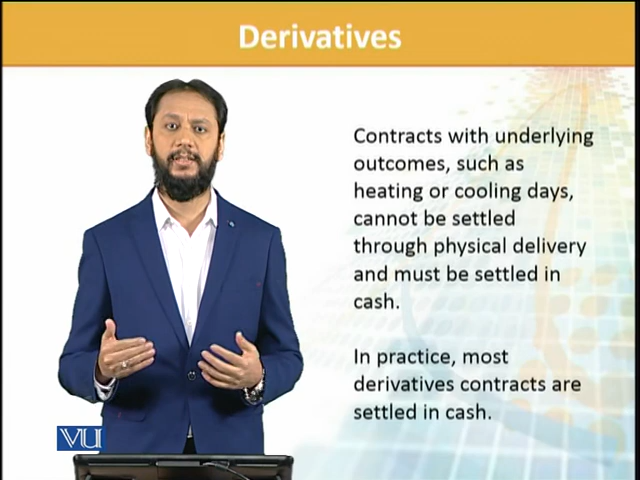 Derivatives
Contracts with underlying
outcomes, such as
heating or cooling days,
cannot be settled
through physical delivery
and must be settled in
cash.
In practice, most
derivatives contracts are
settled in cash.
VU